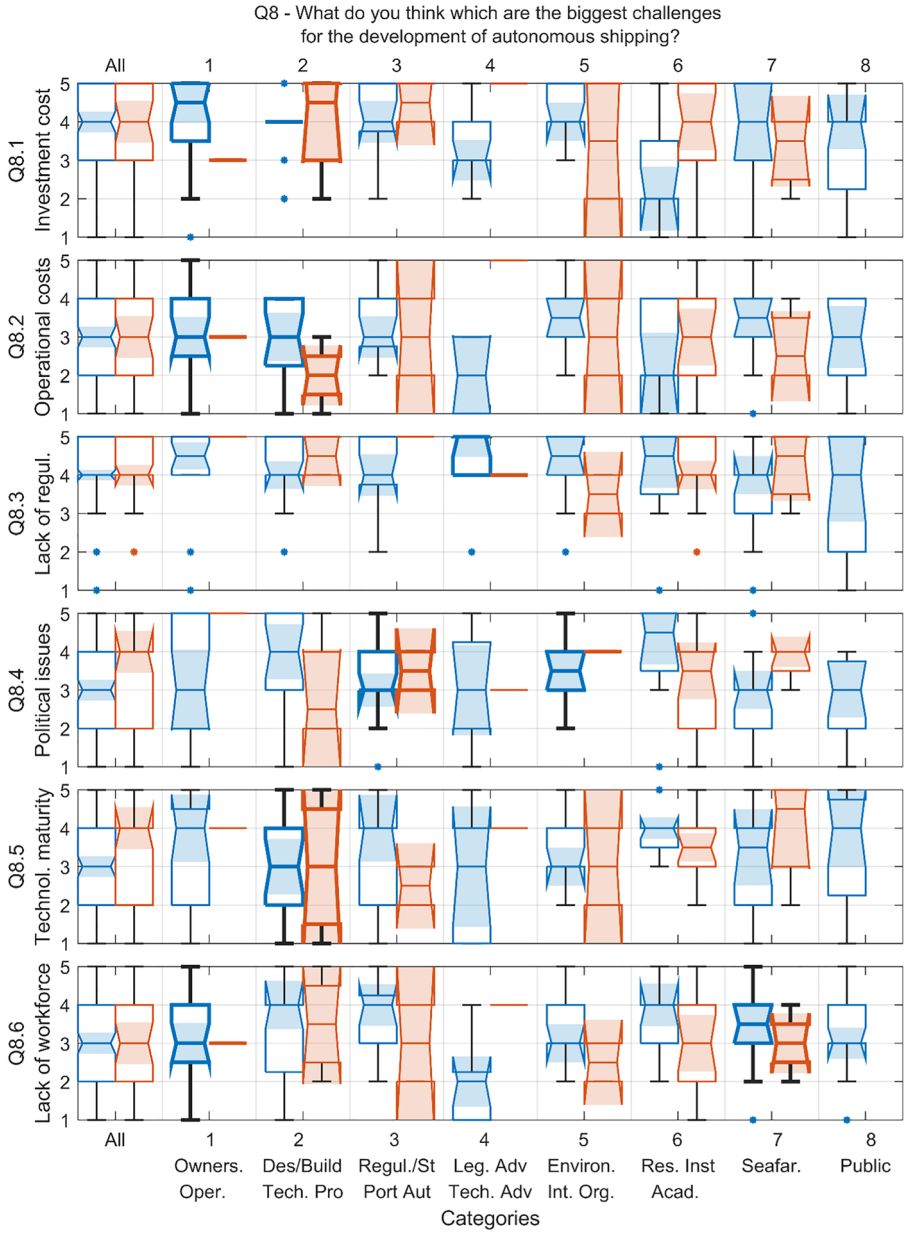 Q8 - What do you think which are the biggest challenges
for the development of autonomous shipping?
All 1 2 3 4 5 6 7 8
Q8.1
Investment cost
5
4
3
2
1
Q8.2
Operational costs
5
4
3
2
1
Q8.3
Lack of regul.
5
4
3
2
1
Q8.4
Political issues
5
4
3
2
1
Q8.5
Technol. maturity
5
4
3
2
1
Q8.6
Lack of workforce
5
4
3
2
1
All 1 2 3 4 5 6 7 8
Owners. Des/Build Regul./St Leg. Adv Environ. Res. Inst Seafar. Public
Oper. Tech. Pro Port Aut Tech. Adv Int. Org. Acad.
Categories